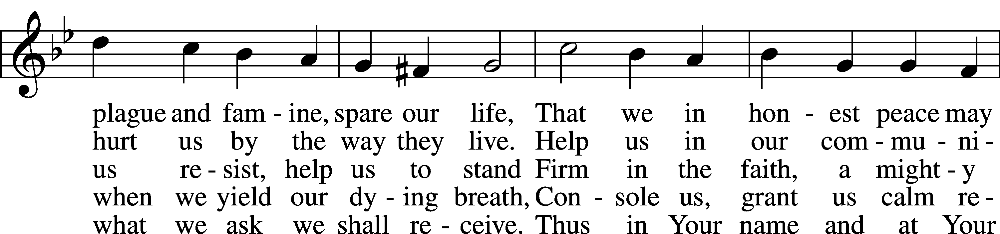 plague and fam - ine, spare our life, That we in hon - est peace may
hurt us by the way they live. Help us in our com - mu - ni -
us re - sist, help us to stand Firm in the faith, a might - y
when we yield our dy - ing breath, Con - sole us, grant us calm re -
what we ask we shall re - ceive. Thus in Your name and at Your